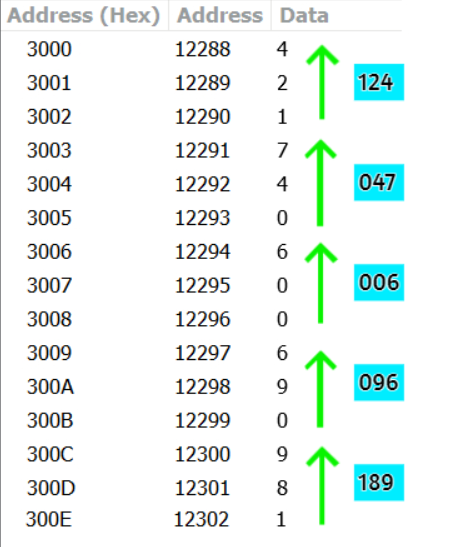 Address (Hex) Address Data
3000 12288 4
3001 12289 2 124
3002 12290 1
3003 12291 7
3004 12292 4 047
3005 12293 0
3006 12294 6
3007 12295 0 006
3008 12296 0
3009 12297 6
300A 12298 9 096
300B 12299 0
300C 12300 9
300D 12301 8 189
300E 12302 1